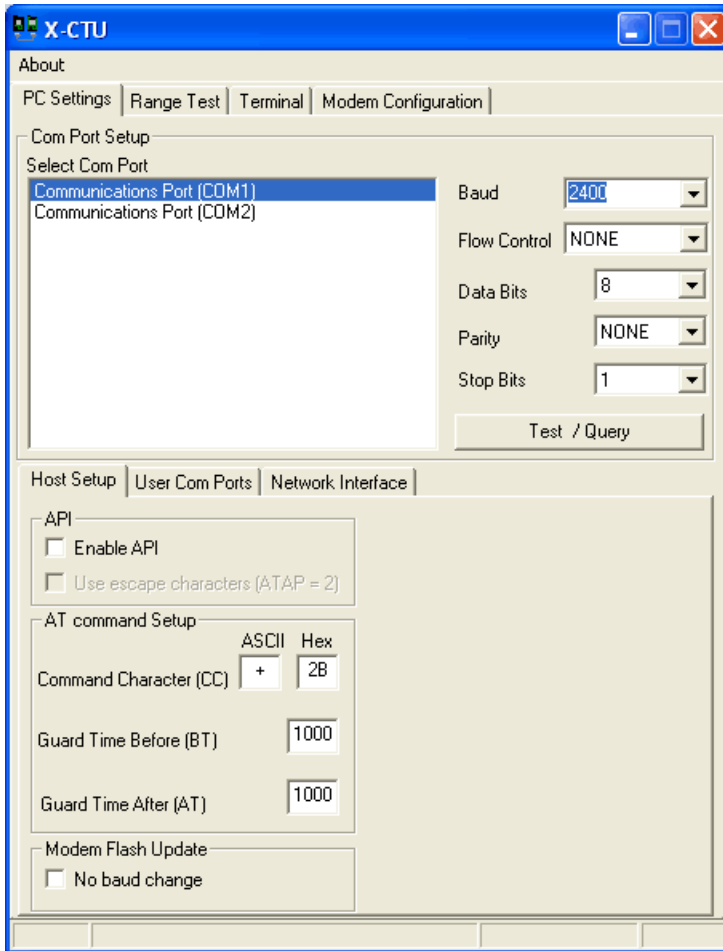 X-CTU
About
PC Settings Range Test Terminal Modem Configuration
Com Port Setup
Select Com Port
Communications Port (COM1)
Communications Port (COM2)
Baud 2400
Flow Control NONE
Data Bits 8
Parity NONE
Stop Bits 1
Test / Query
Host Setup User Com Ports Network Interface
API
Enable API
Use escape characters (ATAP = 2)
AT command Setup
ASCII Hex
Command Character (CC) + 2B
Guard Time Before (BT) 1000
Guard Time After (AT) 1000
Modem Flash Update
No baud change